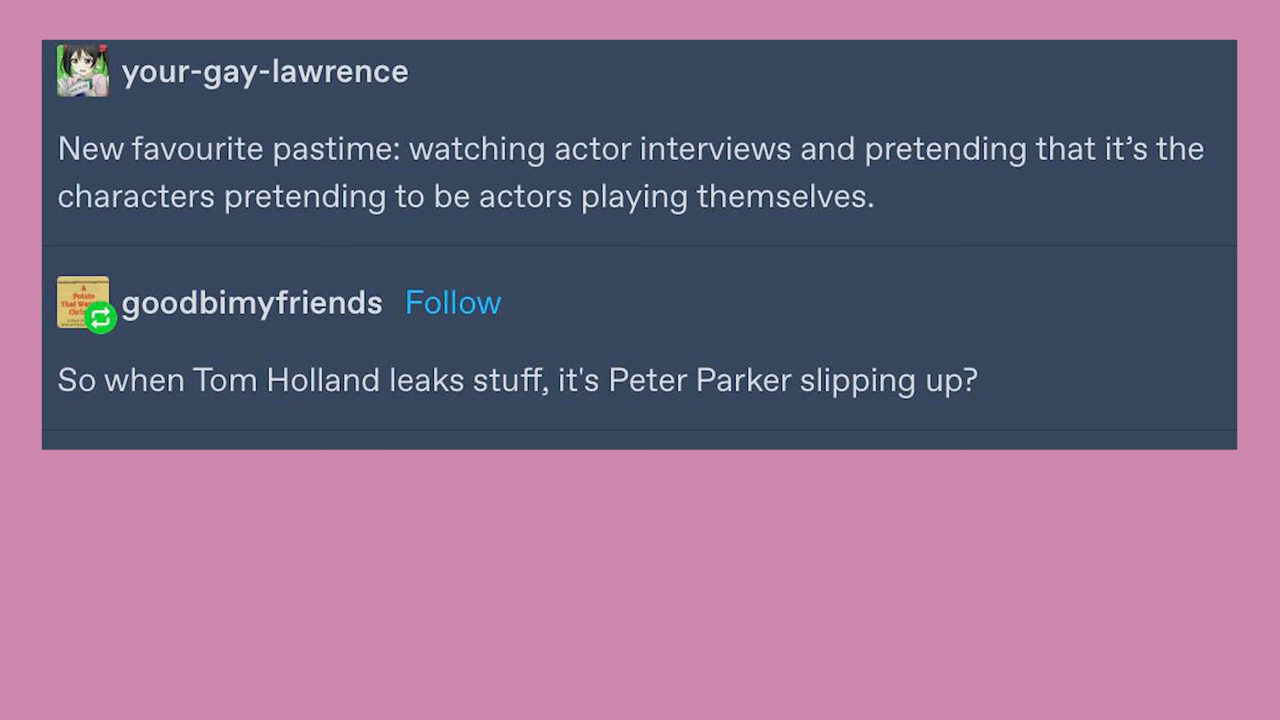 your-gay-lawrence
New favourite pastime: watching actor interviews and pretending that it’s the
characters pretending to be actors playing themselves.
A
Potato
goodbimyfriends Follow
So when Tom Holland leaks stuff, it's Peter Parker slipping up?